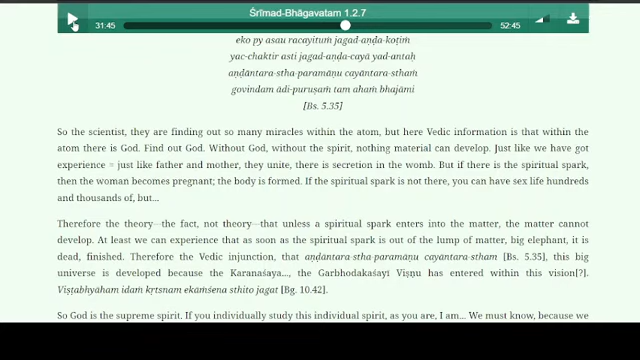 Śrīmad-Bhāgavatam 1.2.7
31:45
52:45
eko py asau racayituṁ jagad-aṇḍa-koṭiṁ
yac-chaktir asti jagad-aṇḍa-cayā yad-antaḥ
aṇḍāntara-stha-paramāṇu cayāntara-sthaṁ
govindam ādi-puruṣaṁ tam ahaṁ bhajāmi
[Bs. 5.35]
So the scientist, they are finding out so many miracles within the atom, but here Vedic information is that within the
atom there is God. Find out God. Without God, without the spirit, nothing material can develop. Just like we have got
experience = just like father and mother, they unite, there is secretion in the womb. But if there is the spiritual spark,
then the woman becomes pregnant; the body is formed. If the spiritual spark is not there, you can have sex life hundreds
and thousands of, but...
Therefore the theory—the fact, not theory—that unless a spiritual spark enters into the matter, the matter cannot
develop. At least we can experience that as soon as the spiritual spark is out of the lump of matter, big elephant, it is
dead, finished. Therefore the Vedic injunction, that aṇḍāntara-stha-paramāṇu cayāntara-stham [Bs. 5.35], this big
universe is developed because the Karanaśaya..., the Garbhodakaśayī Viṣṇu has entered within this vision[?].
Viṣṭabhyāham idaṁ kṛtsnam ekāṁśena sthito jagat [Bg. 10.42].
So God is the supreme spirit. If you individually study this individual spirit, as you are, I am... We must know, because we